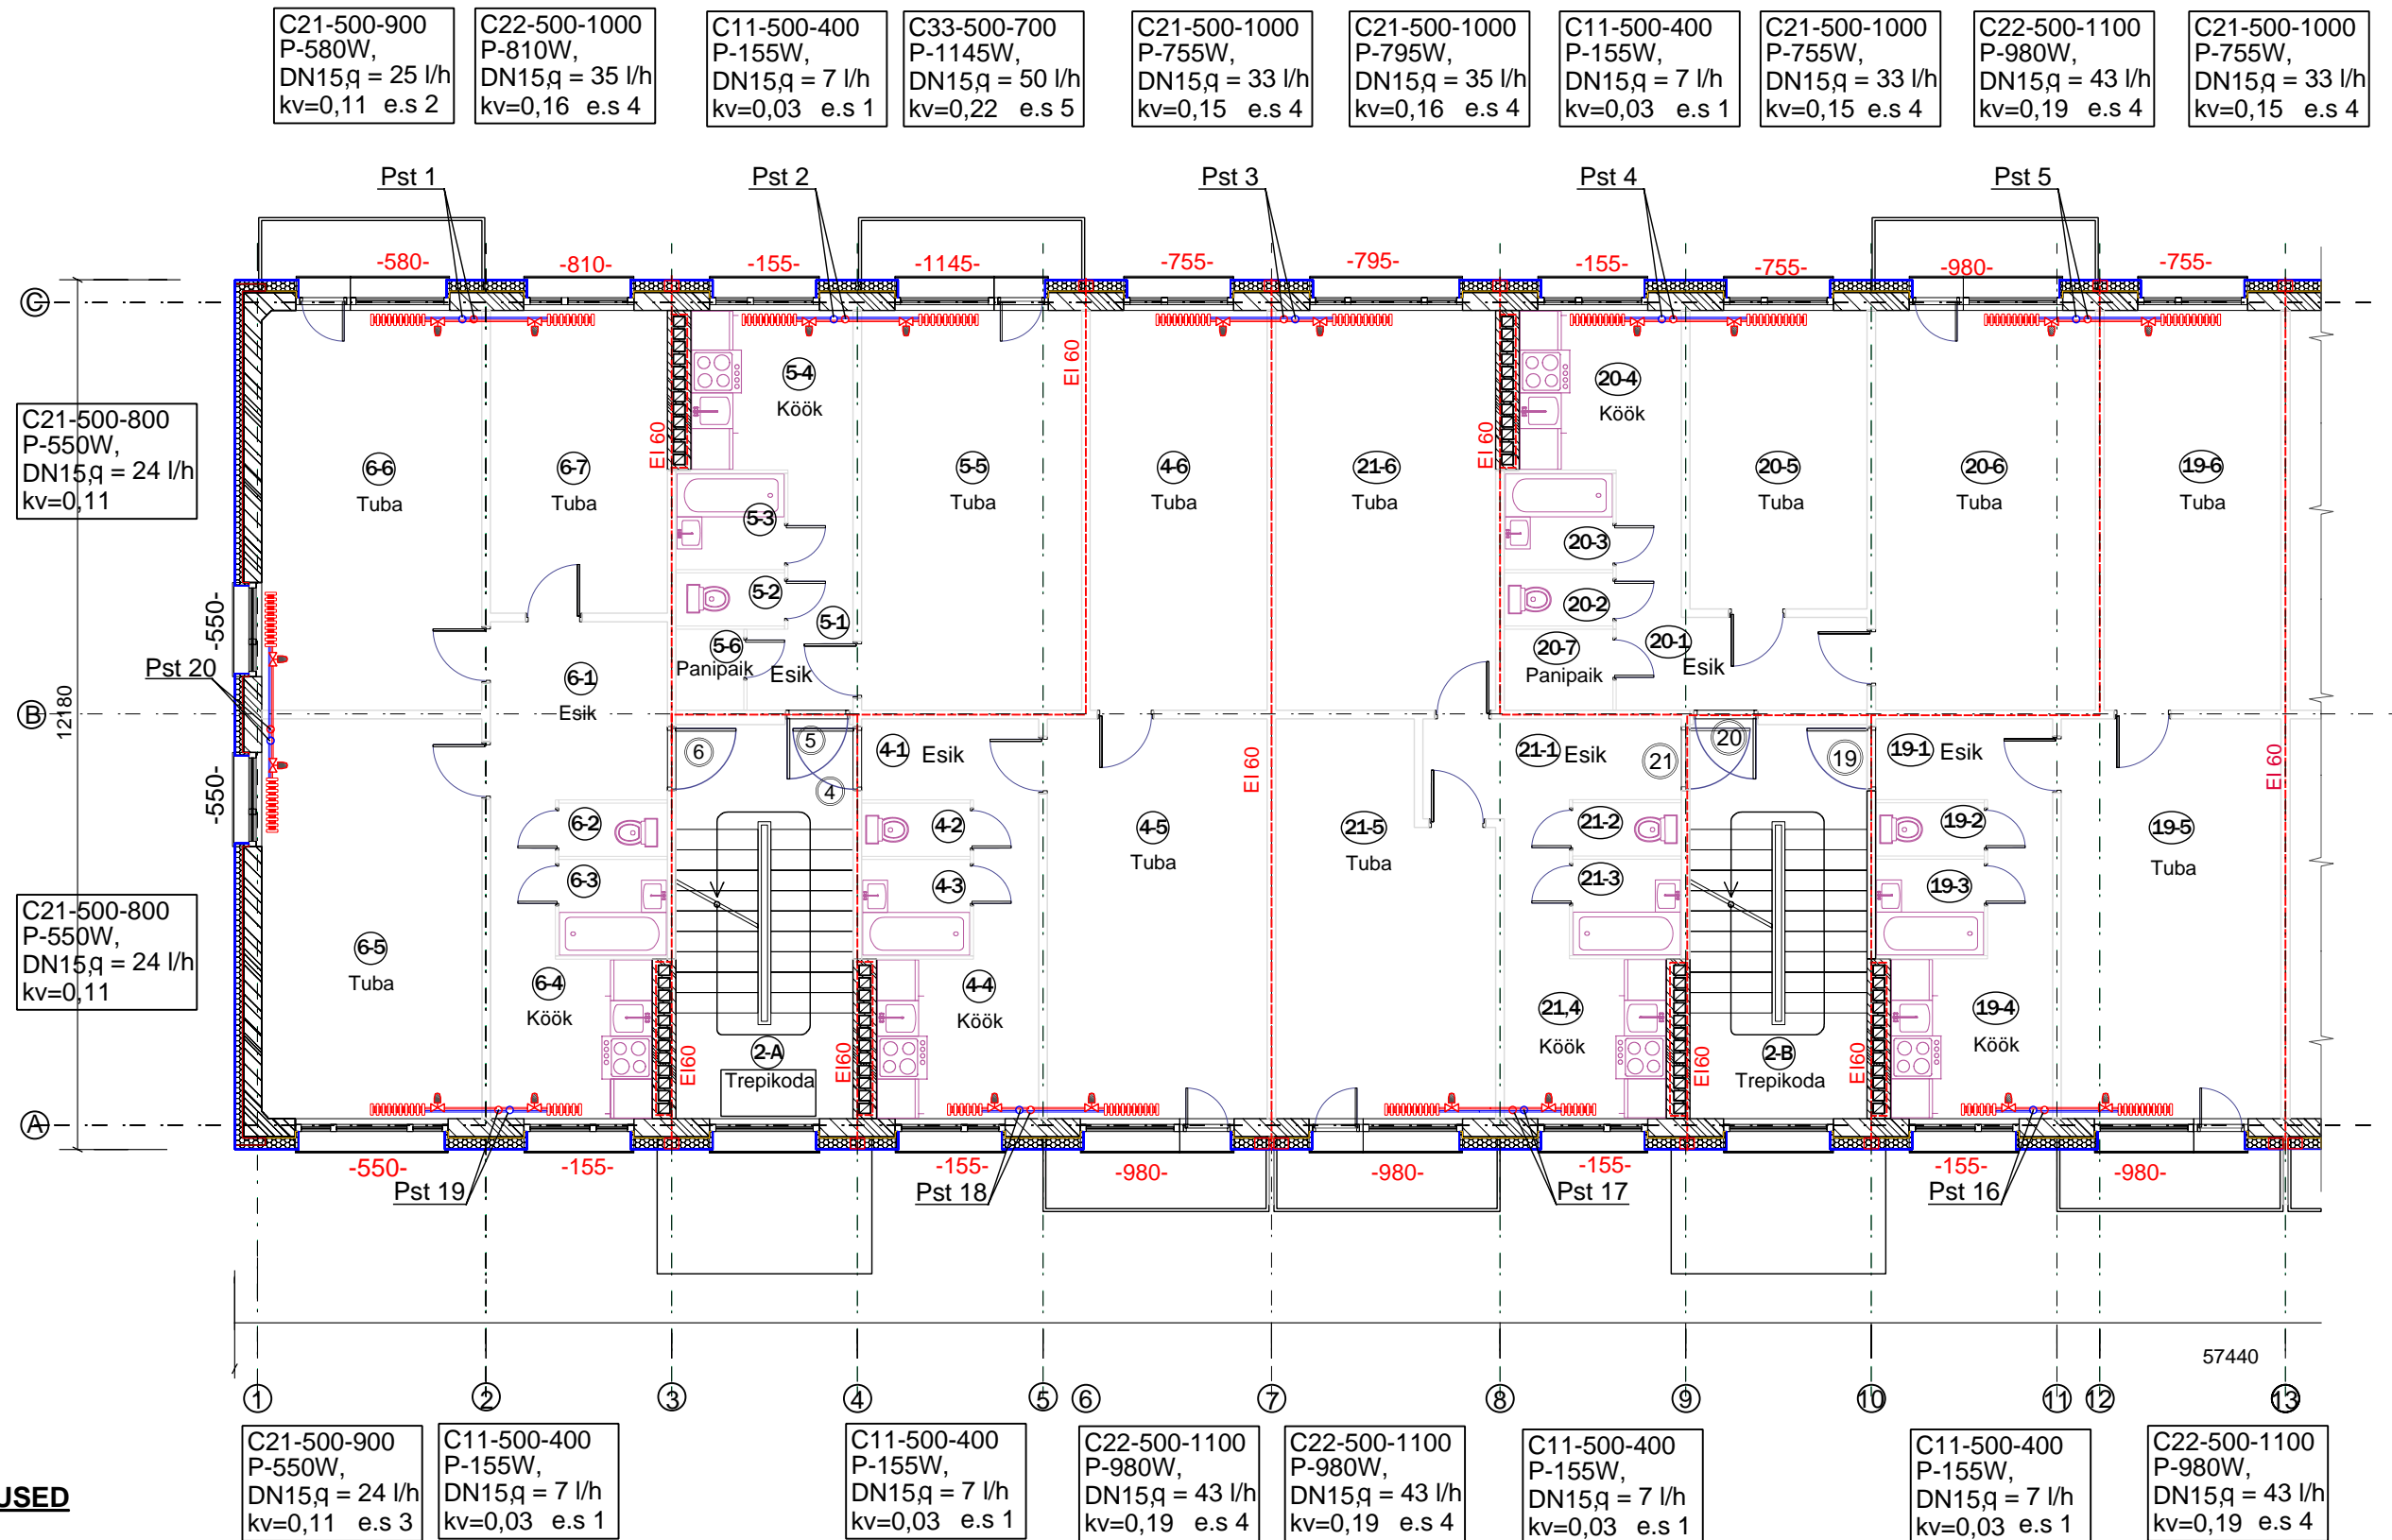 C21-500-900
P-580W,
DN15,q = 25 l/h
kv=0,11 e.s 2
C22-500-1000
P-810W,
DN15,q = 35 l/h
kv=0,16 e.s 4
C11-500-400
P-155W,
DN15,q = 7 l/h
kv=0,03 e.s 1
C33-500-700
P-1145W,
DN15,q = 50 l/h
kv=0,22 e.s 5
C21-500-1000
P-755W,
DN15,q = 33 l/h
kv=0,15 e.s 4
C21-500-1000
P-795W,
DN15,q = 35 l/h
kv=0,16 e.s 4
C11-500-400
P-155W,
DN15,q = 7 l/h
kv=0,03 e.s 1
C21-500-1000
P-755W,
DN15,q = 33 l/h
kv=0,15 e.s 4
C22-500-1100
P-980W,
DN15,q = 43 l/h
kv=0,19 e.s 4
C21-500-1000
P-755W,
DN15,q = 33 l/h
kv=0,15 e.s 4
Pst 1
Pst 2
Pst 3
Pst 4
Pst 5
-580-
-810-
-155-
-1145-
-755-
-795-
-155-
-755-
-980-
-755-
C
EI 60
5-4
Köök
20-4
Köök
C21-500-800
P-550W,
DN15,q = 24 l/h
kv=0,11
EI 60
EI 60
6-6
Tuba
6-7
Tuba
5-5
Tuba
4-6
Tuba
21-6
Tuba
20-5
Tuba
20-6
Tuba
19-6
Tuba
5-3
20-3
5-2
20-2
-550-
5-1
5-6
Panipaik
Esik
20-1
20-7
Panipaik
Esik
Pst 20
6-1
Esik
B
12180
6
5
4
4-1
Esik
21-1
Esik
21
20
19
19-1
Esik
EI 60
EI 60
-550-
6-2
4-2
4-5
Tuba
21-5
Tuba
21-2
19-2
19-5
Tuba
6-3
4-3
21-3
19-3
C21-500-800
P-550W,
DN15,q = 24 l/h
kv=0,11
6-5
Tuba
6-4
Köök
4-4
Köök
21,4
Köök
19-4
Köök
2-A
Trepikoda
2-B
Trepikoda
EI60
EI60
EI60
EI60
A
-550-
-155-
-155-
-980-
-980-
-155-
-155-
-980-
Pst 19
Pst 18
Pst 17
Pst 16
57440
1
2
3
4
5
6
7
8
9
10
11
12
13
C21-500-900
P-550W,
DN15,q = 24 l/h
kv=0,11 e.s 3
C11-500-400
P-155W,
DN15,q = 7 l/h
kv=0,03 e.s 1
C11-500-400
P-155W,
DN15,q = 7 l/h
kv=0,03 e.s 1
C22-500-1100
P-980W,
DN15,q = 43 l/h
kv=0,19 e.s 4
C22-500-1100
P-980W,
DN15,q = 43 l/h
kv=0,19 e.s 4
C11-500-400
P-155W,
DN15,q = 7 l/h
kv=0,03 e.s 1
C11-500-400
P-155W,
DN15,q = 7 l/h
kv=0,03 e.s 1
C22-500-1100
P-980W,
DN15,q = 43 l/h
kv=0,19 e.s 4
USED